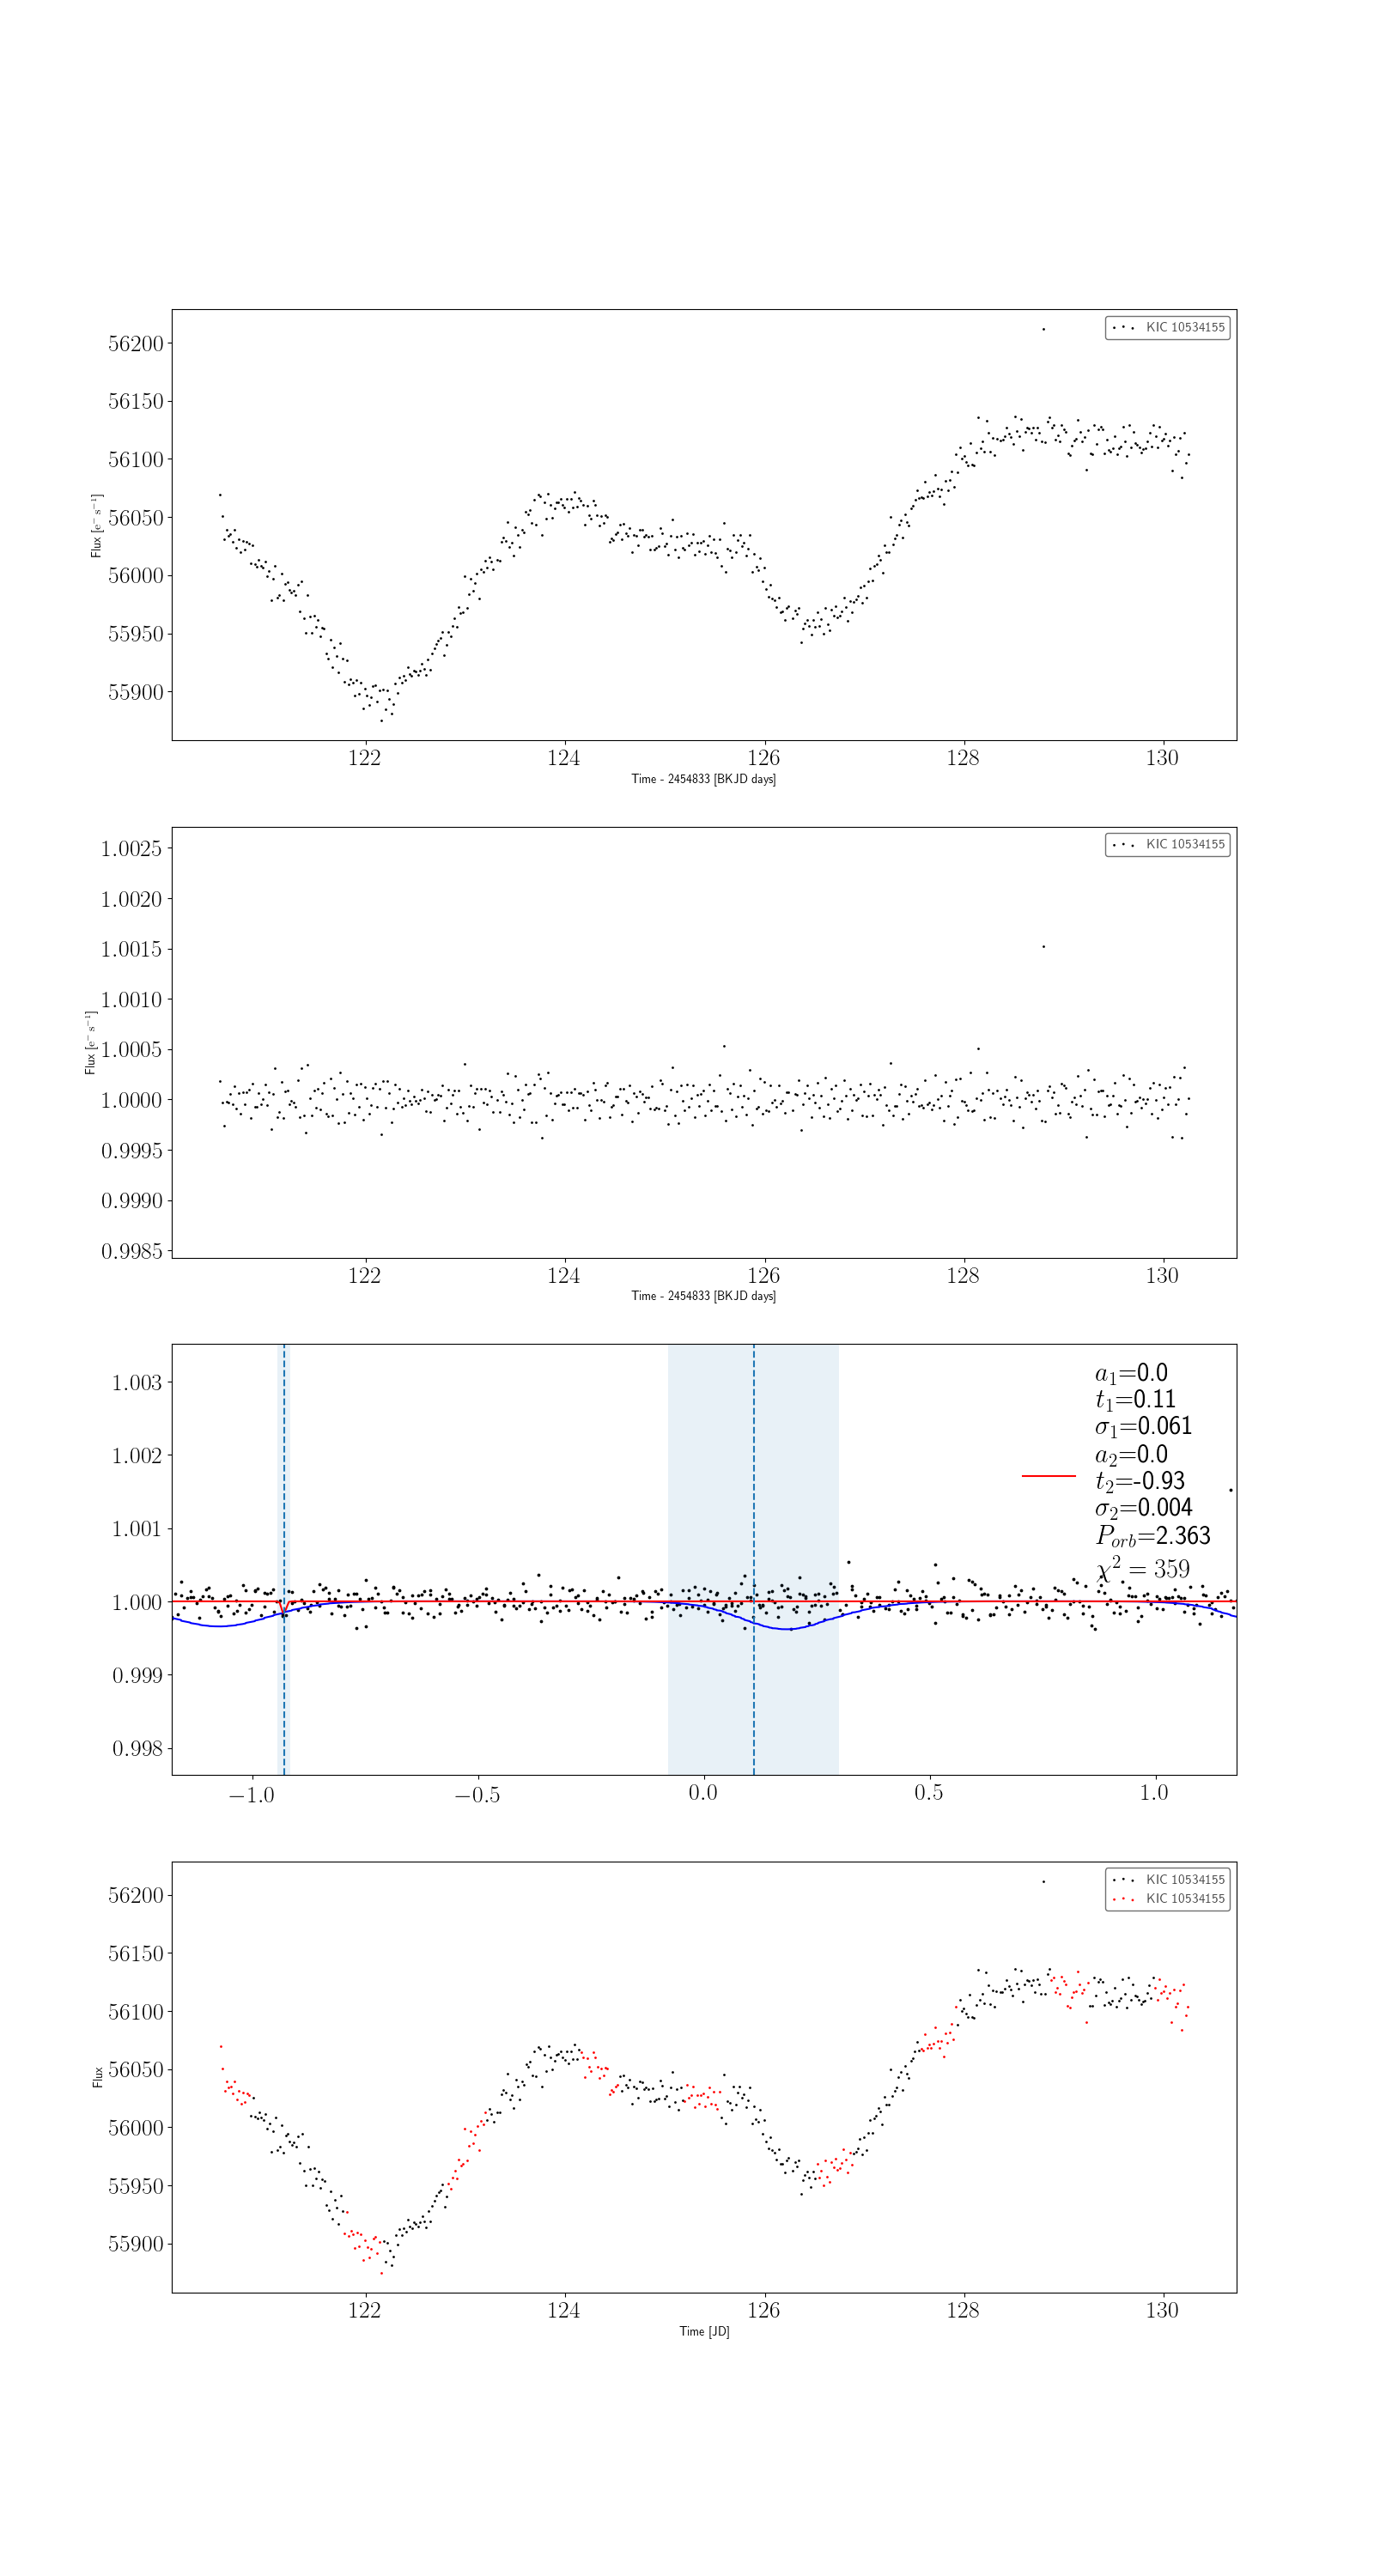 KIC 10534155
56200
56150
56100
56050
56000
55950
55900
Flux [e⁻ s⁻¹]
122 124 126 128 130
Time - 2454833 [BKJD days]
KIC 10534155
1.0025
1.0020
1.0015
1.0010
1.0005
1.0000
0.9995
0.9990
0.9985
Flux [e⁻ s⁻¹]
122 124 126 128 130
Time - 2454833 [BKJD days]
a₁=0.0
t₁=0.11
σ₁=0.061
a₂=0.0
t₂=-0.93
σ₂=0.004
Pₒᵣb=2.363
χ² = 359
1.003
1.002
1.001
1.000
0.999
0.998
−1.0 −0.5 0.0 0.5 1.0
KIC 10534155
KIC 10534155
56200
56150
56100
56050
56000
55950
55900
Flux
122 124 126 128 130
Time [JD]